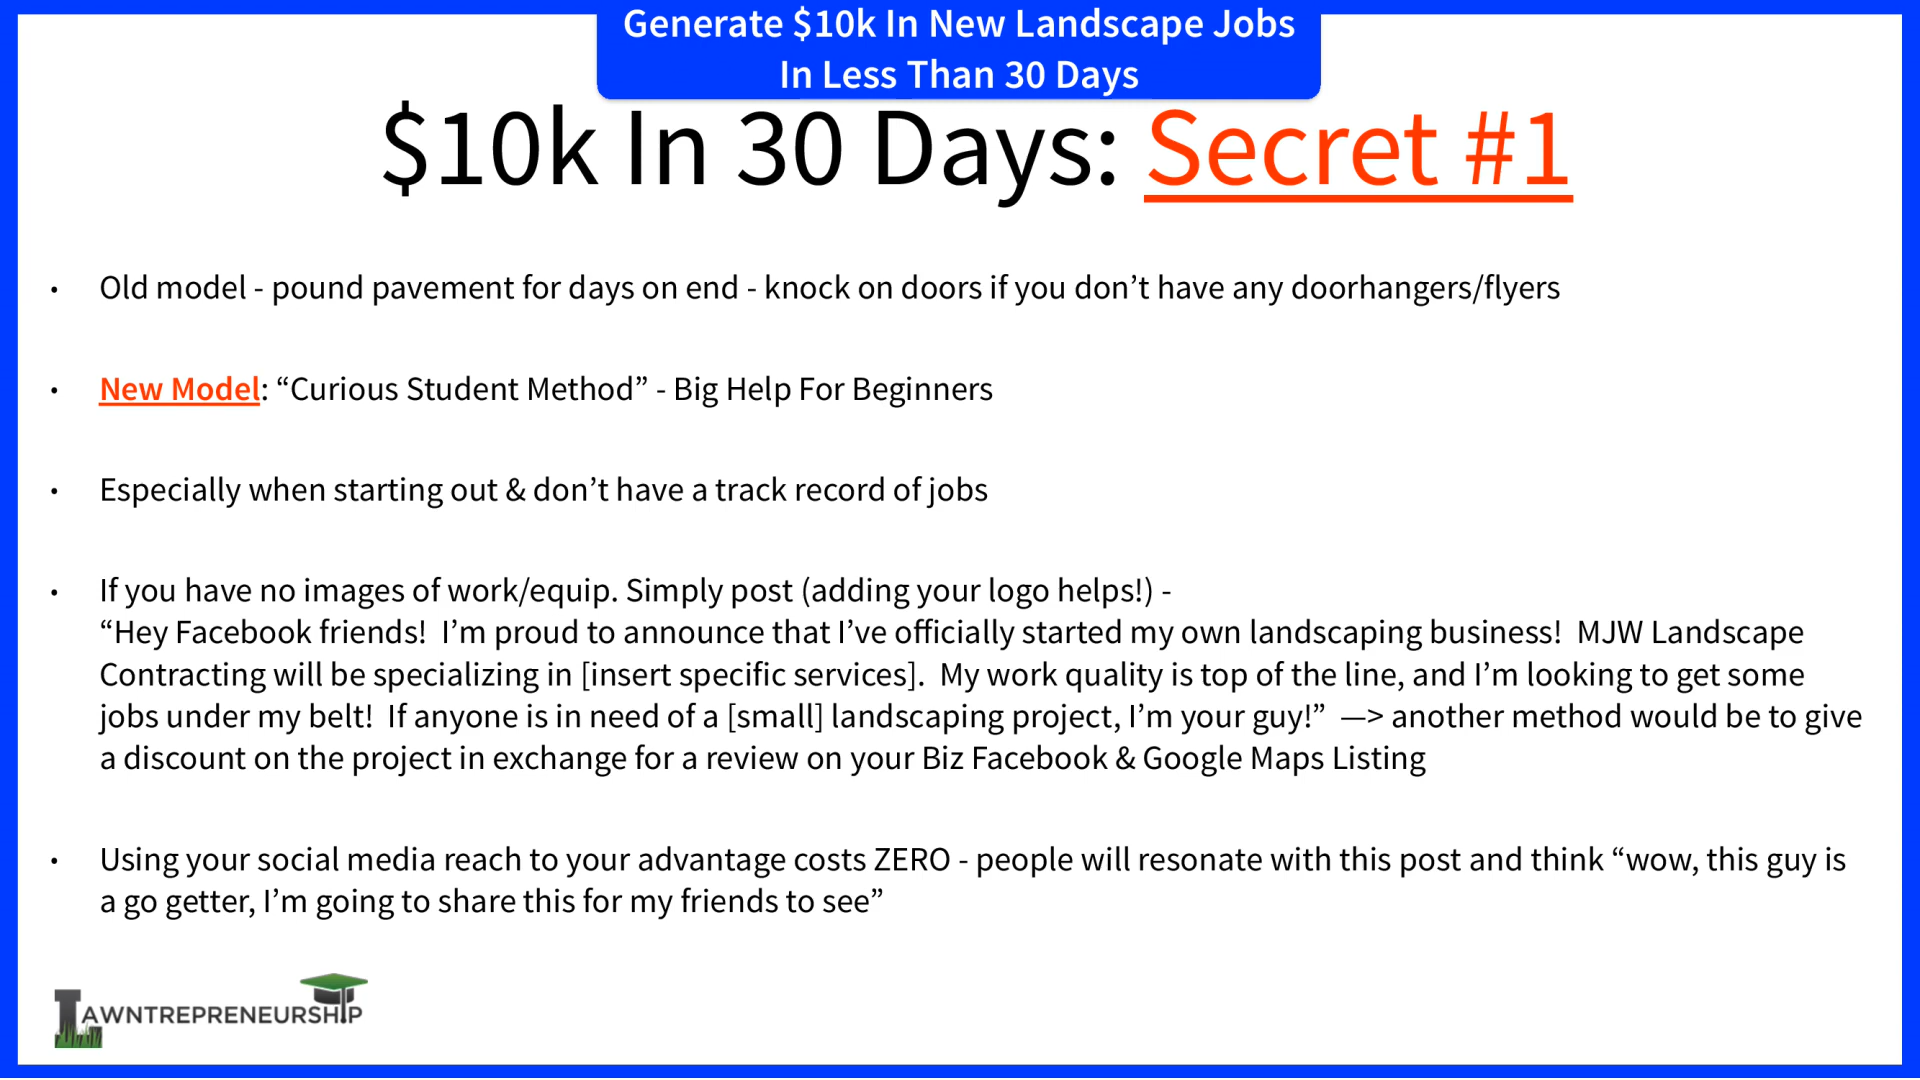 Generate $10k In New Landscape Jobs
In Less Than 30 Days
$10k In 30 Days: Secret #1
• Old model - pound pavement for days on end - knock on doors if you don’t have any doorhangers/flyers
• New Model: “Curious Student Method” - Big Help For Beginners
• Especially when starting out & don’t have a track record of jobs
• If you have no images of work/equip. Simply post (adding your logo helps!) -
“Hey Facebook friends!  I’m proud to announce that I’ve officially started my own landscaping business!  MJW Landscape
Contracting will be specializing in [insert specific services].  My work quality is top of the line, and I’m looking to get some
jobs under my belt!  If anyone is in need of a [small] landscaping project, I’m your guy!”  —> another method would be to give
a discount on the project in exchange for a review on your Biz Facebook & Google Maps Listing
• Using your social media reach to your advantage costs ZERO - people will resonate with this post and think “wow, this guy is
a go getter, I’m going to share this for my friends to see”
LAWNTREPRENEURSHIP